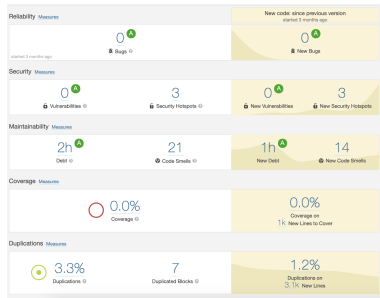 Reliability Measures
New code: since previous version
started 3 months ago
0 A
Bugs
started 3 months ago
0 A
New Bugs
Security Measures
0 A
Vulnerabilities
3
Security Hotspots
0 A
New Vulnerabilities
3
New Security Hotspots
Maintainability Measures
2h A
Debt
21
Code Smells
1h A
New Debt
14
New Code Smells
Coverage Measures
0.0%
Coverage
0.0%
Coverage on
1k New Lines to Cover
Duplications Measures
3.3%
Duplications
7
Duplicated Blocks
1.2%
Duplications on
3.1k New Lines